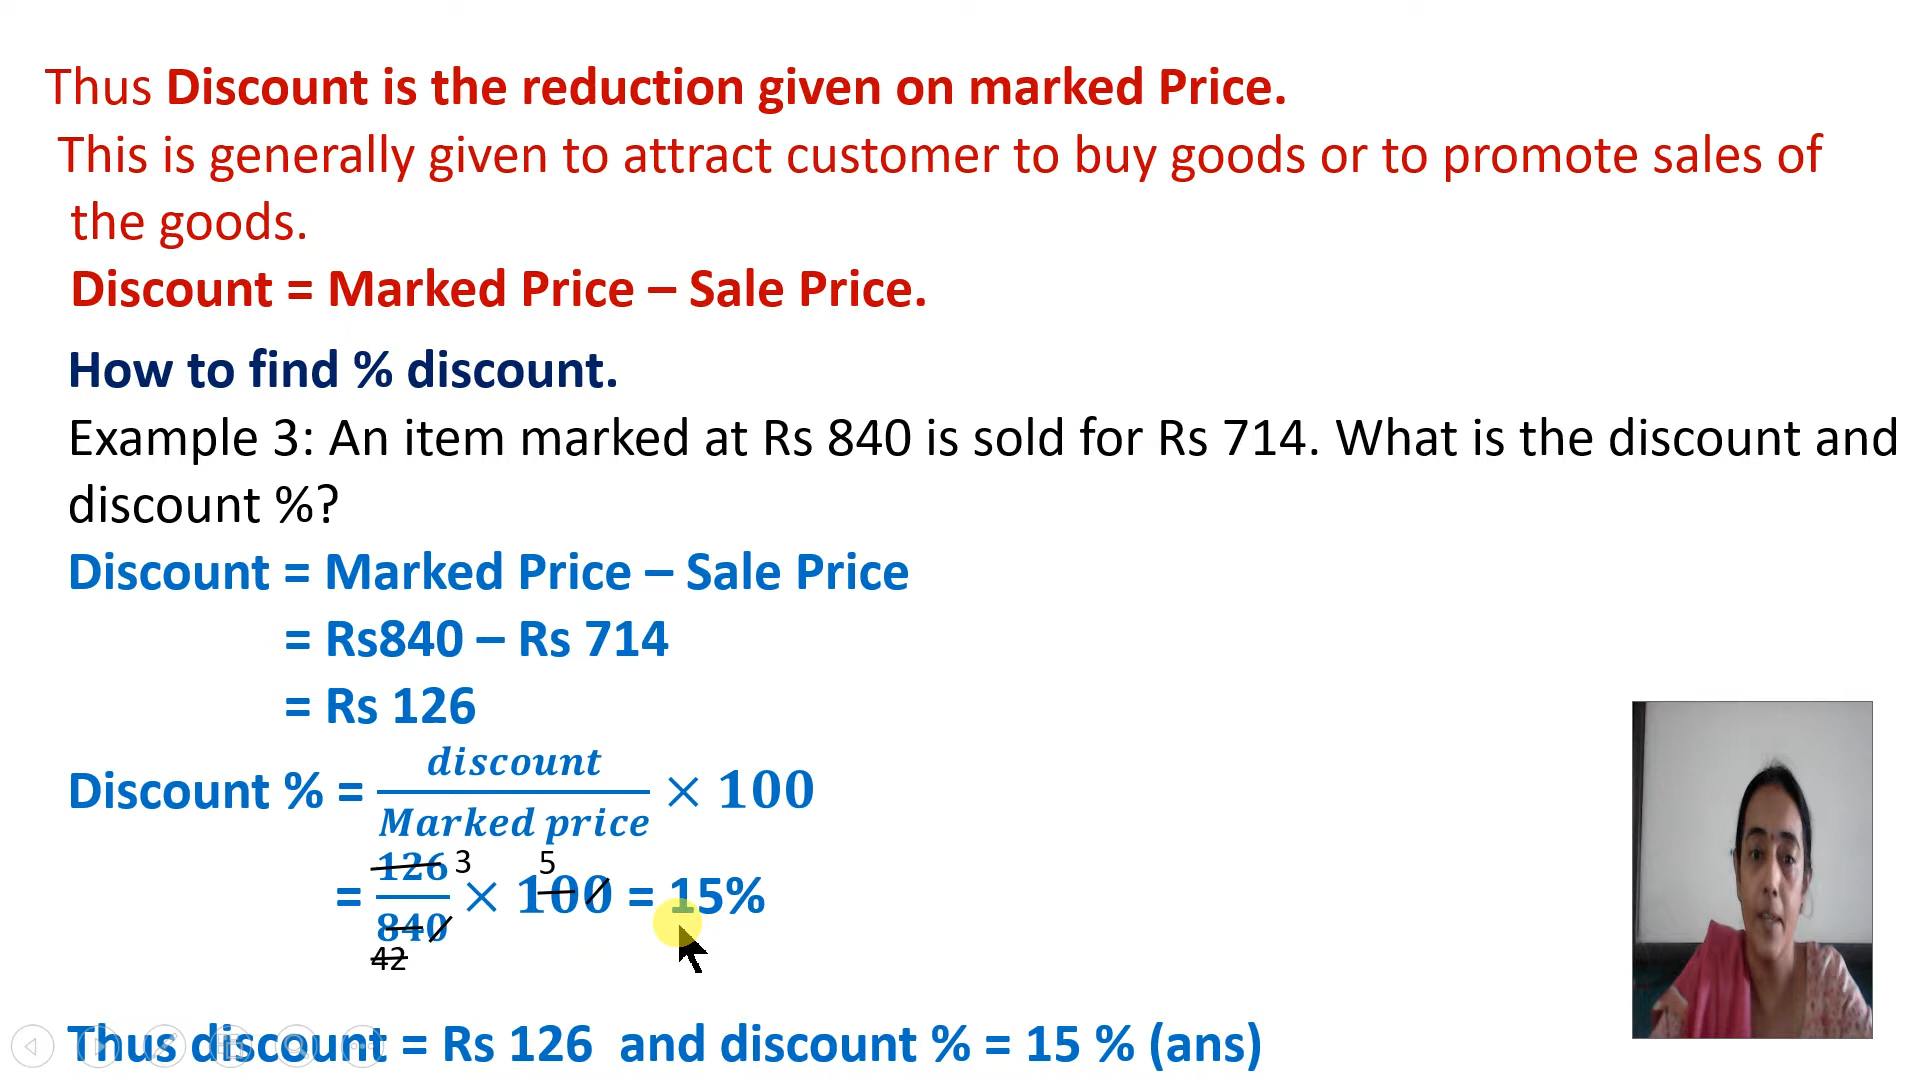 Thus Discount is the reduction given on marked Price.
This is generally given to attract customer to buy goods or to promote sales of
the goods.
Discount = Marked Price – Sale Price.
How to find % discount.
Example 3: An item marked at Rs 840 is sold for Rs 714. What is the discount and
discount %?
Discount = Marked Price – Sale Price
= Rs840 – Rs 714
= Rs 126
Discount % = discount/Marked price × 100
= 126/840 3 × 100 5 = 15%
42
Thus discount = Rs 126 and discount % = 15 % (ans)